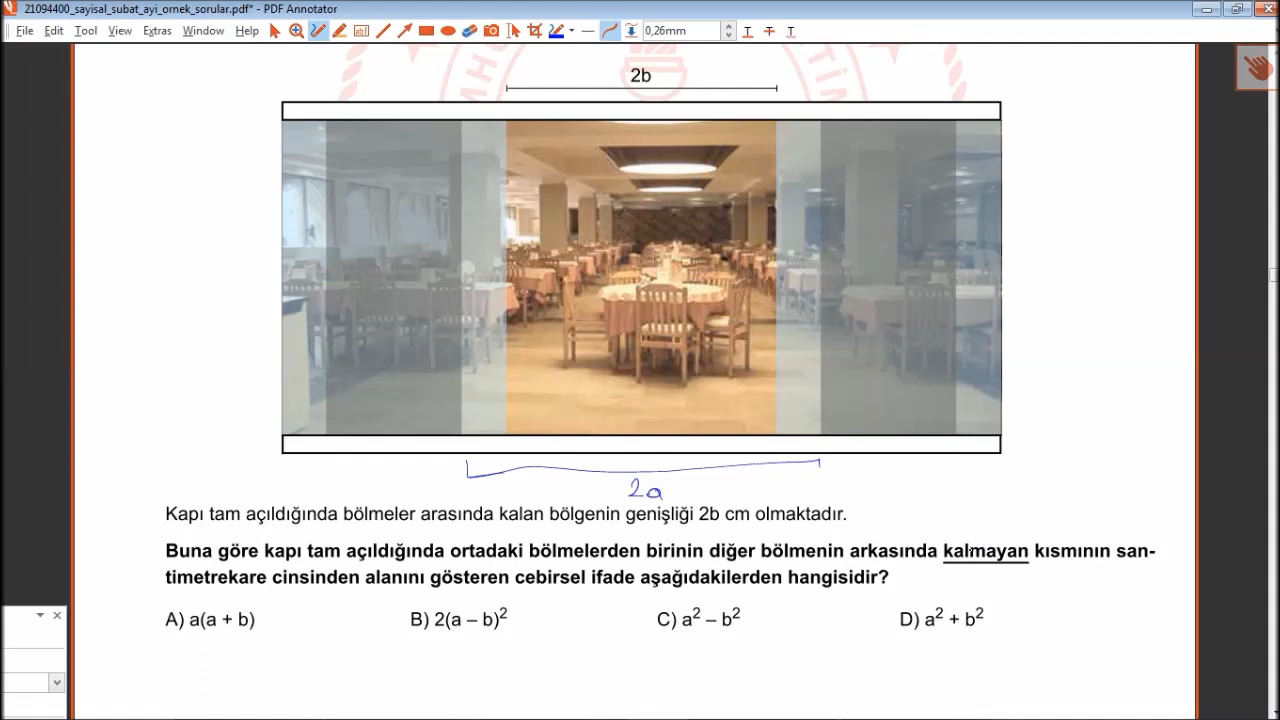 21094400_sayisal_subat_ayi_ornek_sorular.pdf* - PDF Annotator
File Edit Tool View Extras Window Help 0,26mm
2b
2a
Kapı tam açıldığında bölmeler arasında kalan bölgenin genişliği 2b cm olmaktadır.
Buna göre kapı tam açıldığında ortadaki bölmelerden birinin diğer bölmenin arkasında kalmayan kısmının san-
timetrekare cinsinden alanını gösteren cebirsel ifade aşağıdakilerden hangisidir?
A) a(a + b) B) 2(a – b)² C) a² – b² D) a² + b²